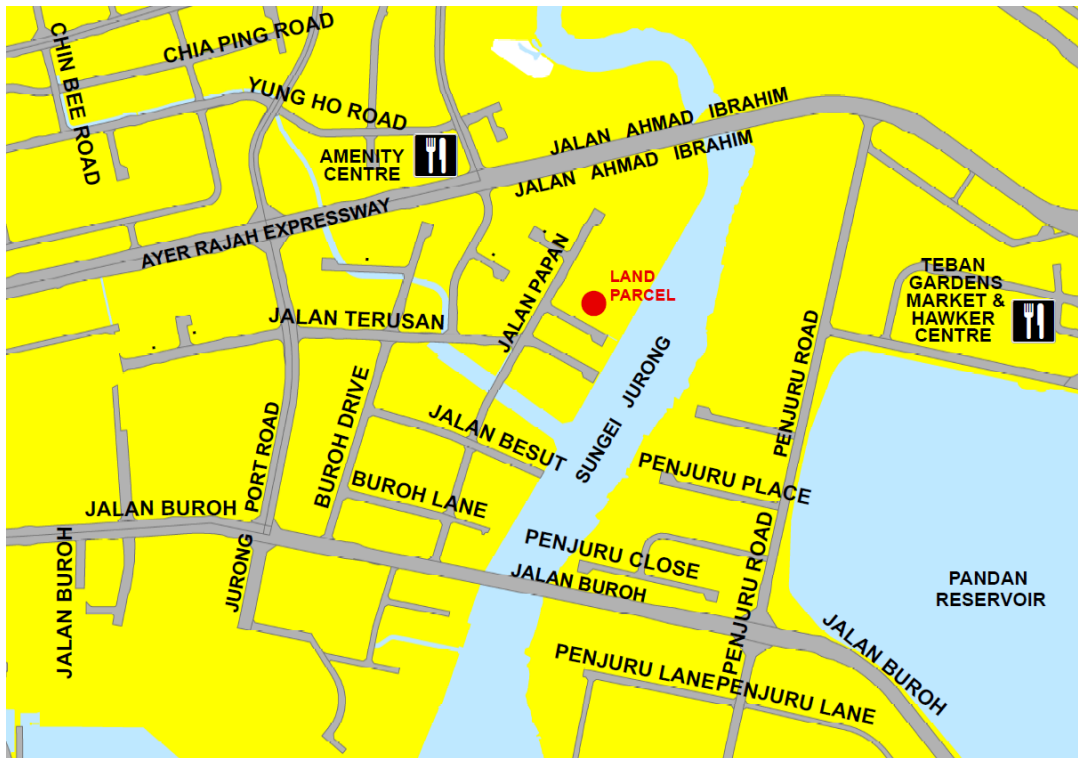 CHIA PING ROAD
CHIN BEE ROAD
YUNG HO ROAD
JALAN AHMAD IBRAHIM
JALAN AHMAD IBRAHIM
AMENITY
CENTRE
AYER RAJAH EXPRESSWAY
JALAN PAPAN
LAND
PARCEL
TEBAN
GARDENS
MARKET &
HAWKER
CENTRE
JALAN TERUSAN
SUNGEI JURONG
PENJURU ROAD
BUROH DRIVE
JALAN BESUT
PORT ROAD
JURONG
BUROH LANE
PENJURU PLACE
JALAN BUROH
JALAN BUROH
PENJURU CLOSE
JALAN BUROH
PENJURU ROAD
PANDAN
RESERVOIR
JALAN BUROH
PENJURU LANE
PENJURU LANE